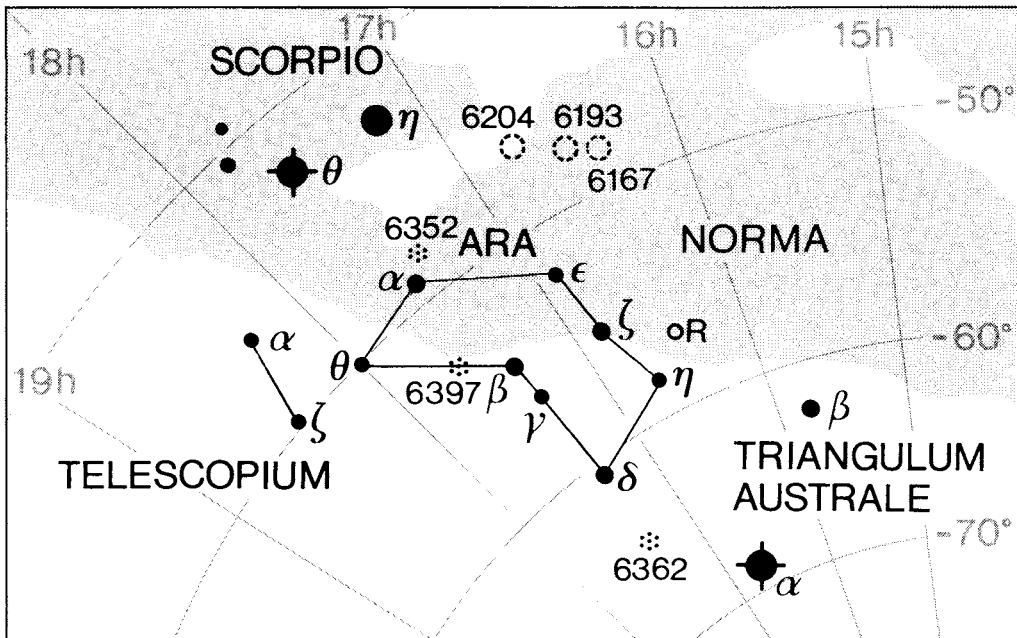 17h
16h
15h
18h
SCORPIO
-50°
η
6204
6193
θ
6167
6352
ARA
NORMA
α
ϵ
ζ
R
-60°
α
θ
6397
β
η
19h
γ
β
ζ
TELESCOPIUM
δ
TRIANGULUM
AUSTRALE
-70°
6362
α